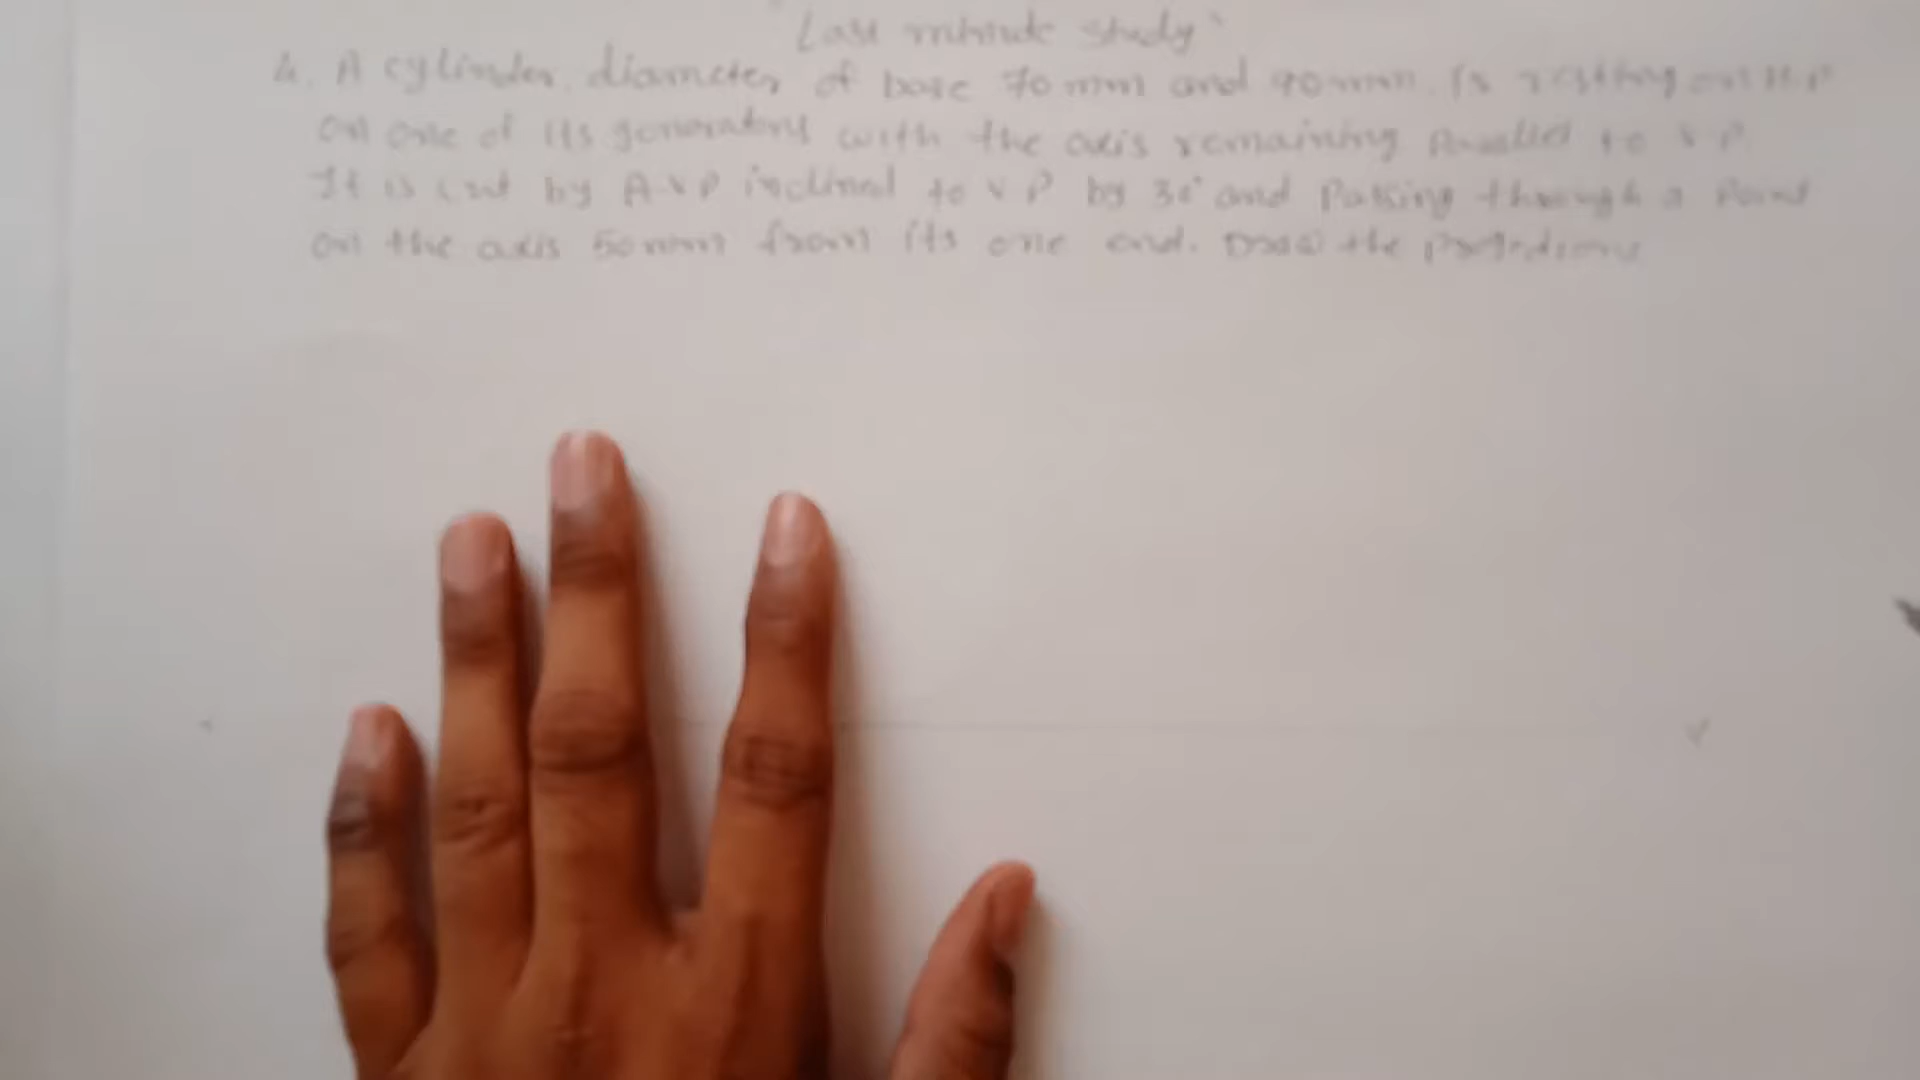 "Last minute study"
4. A cylinder, diameter of base 70 mm and 90 mm. Is resting on H.P
on one of its generators with the axis remaining Parallel to V.P
It is cut by A.V.P inclined to V.P by 30° and Passing through a Point
on the axis 50mm from its one end. Draw the Projections
X Y